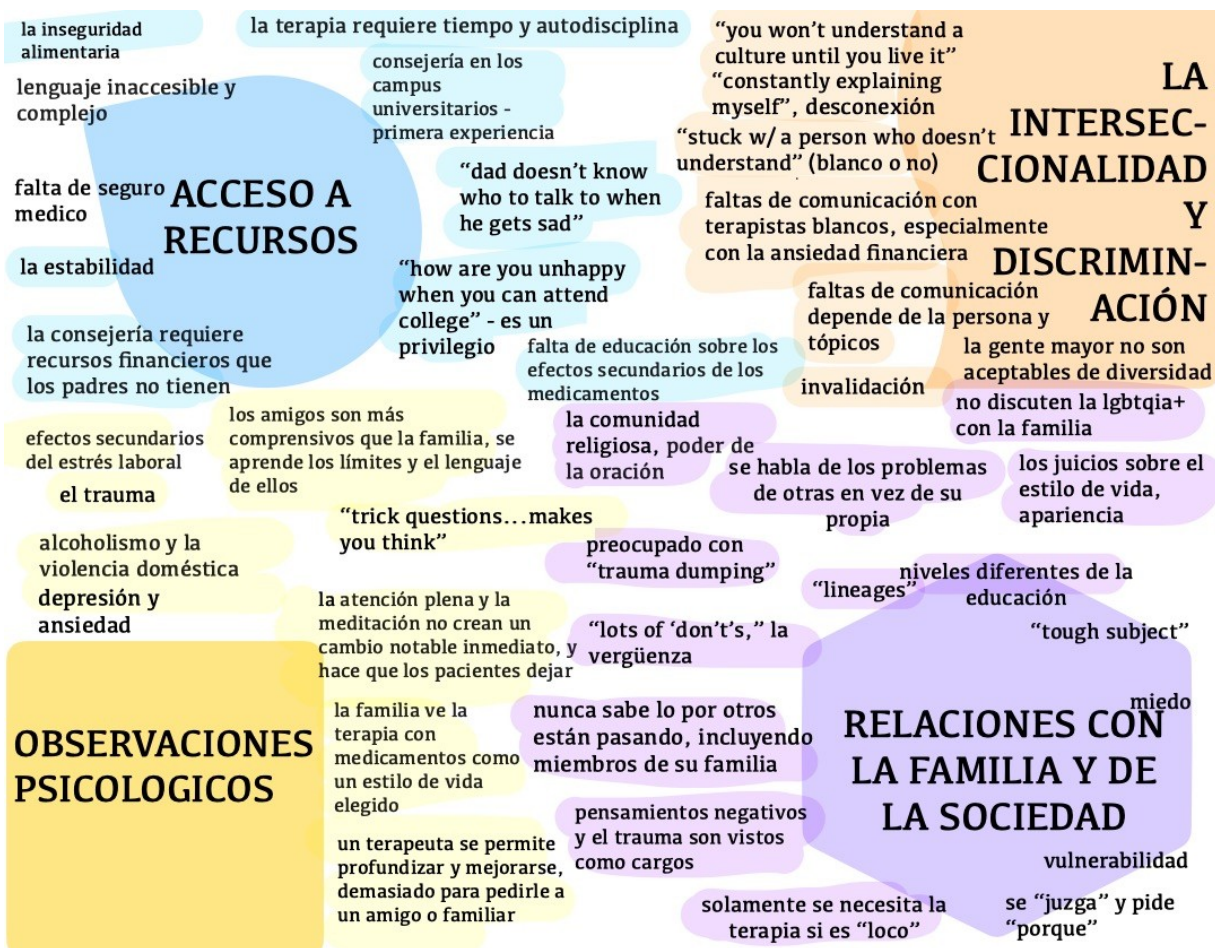 la inseguridad
alimentaria
la terapia requiere tiempo y autodisciplina
lenguaje inaccesible y
complejo
consejería en los
campus
universitarios -
primera experiencia
falta de seguro
medico
ACCESO A
RECURSOS
"dad doesn't know
who to talk to when
he gets sad"
la estabilidad
"how are you unhappy
when you can attend
college" - es un
privilegio
la consejería requiere
recursos financieros que
los padres no tienen
falta de educación sobre los
efectos secundarios de los
medicamentos
"you won't understand a
culture until you live it"
"constantly explaining
myself", desconexión
"stuck w/ a person who doesn't
understand" (blanco o no)
faltas de comunicación con
terapistas blancos, especialmente
con la ansiedad financiera
LA
INTERSEC-
CIONALIDAD
Y
DISCRIMIN-
ACIÓN
faltas de comunicación
depende de la persona y
tópicos
invalidación
la gente mayor no son
aceptables de diversidad
efectos secundarios
del estrés laboral
el trauma
los amigos son más
comprensivos que la familia, se
aprende los límites y el lenguaje
de ellos
"trick questions...makes
you think"
alcoholismo y la
violencia doméstica
depresión y
ansiedad
la atención plena y la
meditación no crean un
cambio notable inmediato, y
hace que los pacientes dejar
OBSERVACIONES
PSICOLOGICOS
la familia ve la
terapia con
medicamentos como
un estilo de vida
elegido
un terapeuta se permite
profundizar y mejorarse,
demasiado para pedirle a
un amigo o familiar
la comunidad
religiosa, poder de
la oración
no discuten la lgbtqia+
con la familia
se habla de los problemas
de otras en vez de su
propia
los juicios sobre el
estilo de vida,
apariencia
preocupado con
"trauma dumping"
"lineages"
niveles diferentes de la
educación
"lots of 'don't's," la
vergüenza
"tough subject"
miedo
nunca sabe lo por otros
están pasando, incluyendo
miembros de su familia
RELACIONES CON
LA FAMILIA Y DE
LA SOCIEDAD
pensamientos negativos
y el trauma son vistos
como cargos
vulnerabilidad
solamente se necesita la
terapia si es "loco"
se "juzga" y pide
"porque"